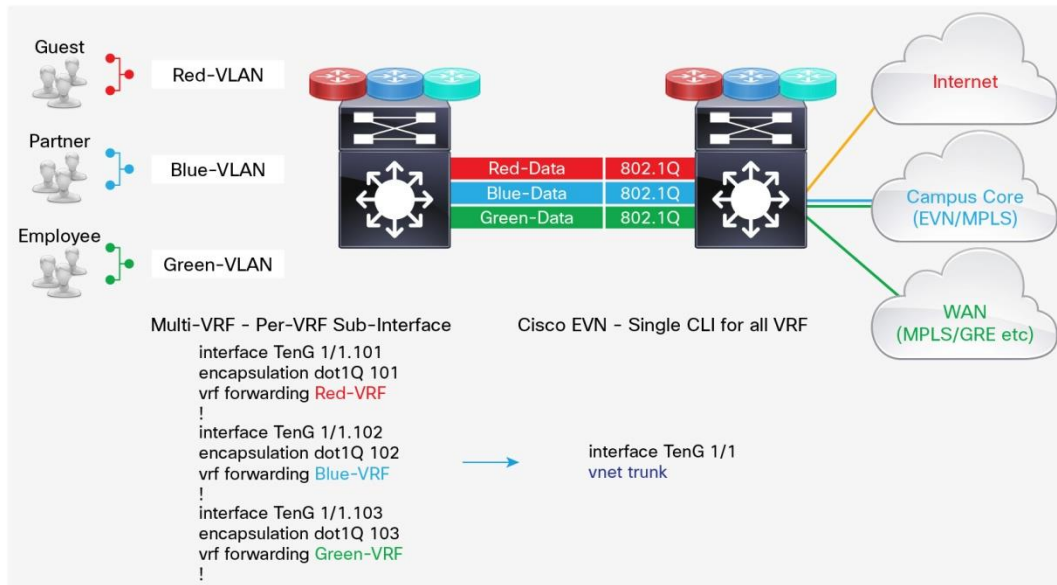 Guest
Red-VLAN
Partner
Blue-VLAN
Employee
Green-VLAN
Red-Data 802.1Q
Blue-Data 802.1Q
Green-Data 802.1Q
Internet
Campus Core
(EVN/MPLS)
WAN
(MPLS/GRE etc)
Multi-VRF - Per-VRF Sub-Interface
interface TenG 1/1.101
encapsulation dot1Q 101
vrf forwarding Red-VRF
!
interface TenG 1/1.102
encapsulation dot1Q 102
vrf forwarding Blue-VRF
!
interface TenG 1/1.103
encapsulation dot1Q 103
vrf forwarding Green-VRF
!
Cisco EVN - Single CLI for all VRF
interface TenG 1/1
vnet trunk